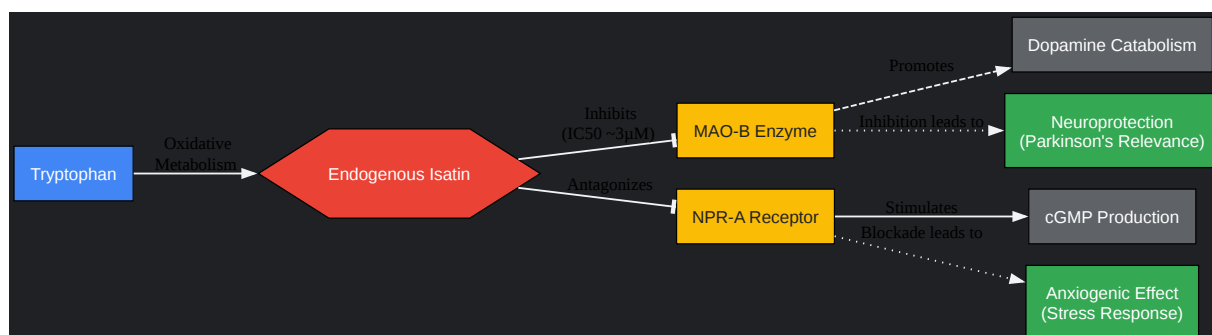 Tryptophan
Oxidative
Metabolism
Endogenous Isatin
Inhibits
(IC50 ~3µM)
Antagonizes
MAO-B Enzyme
NPR-A Receptor
Promotes
Inhibition leads to
Stimulates
Blockade leads to
Dopamine Catabolism
Neuroprotection
(Parkinson's Relevance)
cGMP Production
Anxiogenic Effect
(Stress Response)